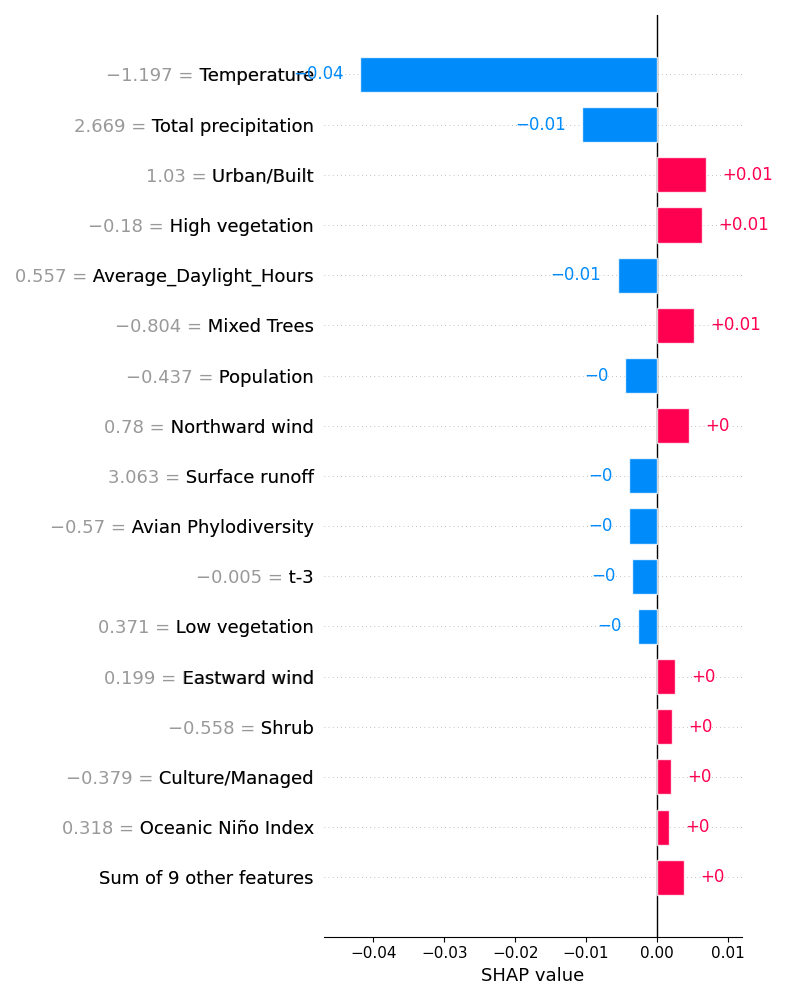 −1.197 = Temperature −0.04
2.669 = Total precipitation −0.01
1.03 = Urban/Built +0.01
−0.18 = High vegetation +0.01
0.557 = Average_Daylight_Hours −0.01
−0.804 = Mixed Trees +0.01
−0.437 = Population −0
0.78 = Northward wind +0
3.063 = Surface runoff −0
−0.57 = Avian Phylodiversity −0
−0.005 = t-3 −0
0.371 = Low vegetation −0
0.199 = Eastward wind +0
−0.558 = Shrub +0
−0.379 = Culture/Managed +0
0.318 = Oceanic Niño Index +0
Sum of 9 other features +0
−0.04 −0.03 −0.02 −0.01 0.00 0.01
SHAP value